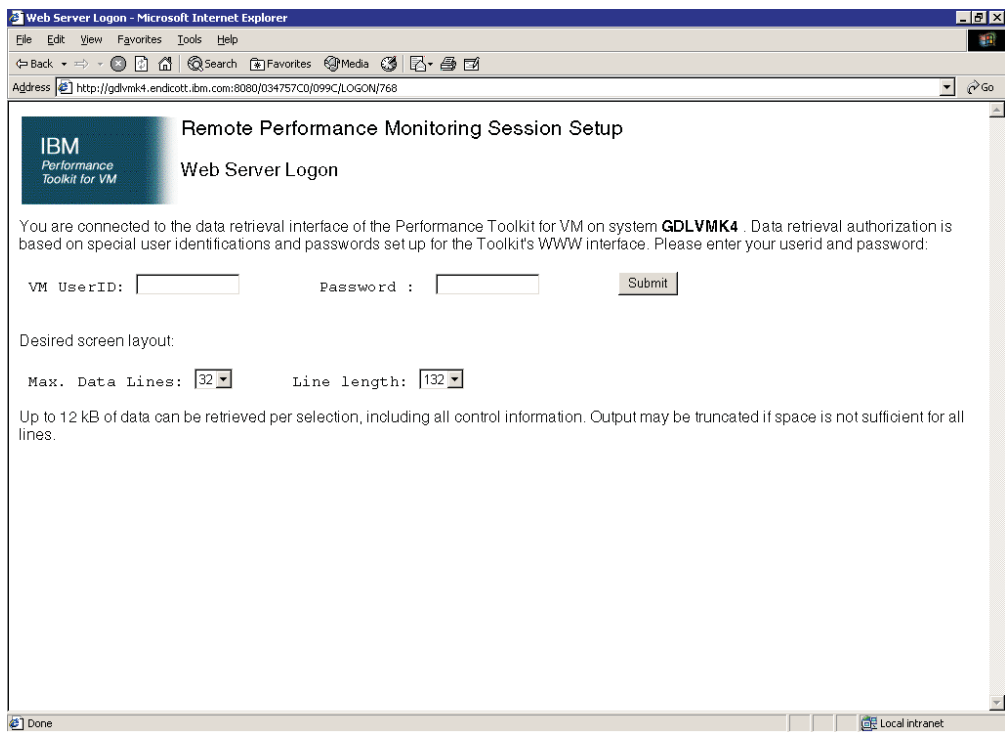 Web Server Logon - Microsoft Internet Explorer
File Edit View Favorites Tools Help
Back Search Favorites Media
Address http://gdlvmk4.endicott.ibm.com:8080/034757C0/099C/LOGON/768 Go
IBM
Performance
Toolkit for VM
Remote Performance Monitoring Session Setup
Web Server Logon
You are connected to the data retrieval interface of the Performance Toolkit for VM on system GDLVMK4 . Data retrieval authorization is
based on special user identifications and passwords set up for the Toolkit's WWW interface. Please enter your userid and password:
VM UserID: Password : Submit
Desired screen layout:
Max. Data Lines: 32 Line length: 132
Up to 12 kB of data can be retrieved per selection, including all control information. Output may be truncated if space is not sufficient for all
lines.
Done Local intranet